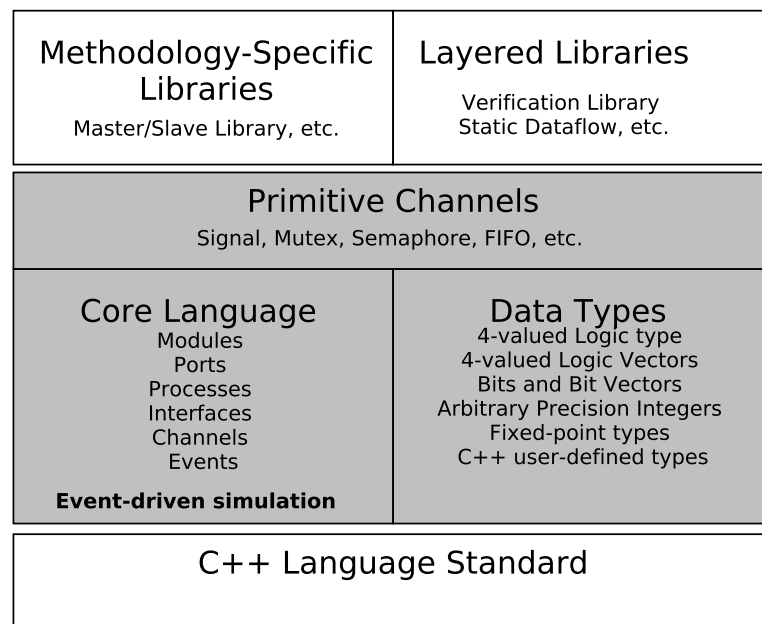 Methodology-Specific
Libraries
Master/Slave Library, etc.
Layered Libraries
Verification Library
Static Dataflow, etc.
Primitive Channels
Signal, Mutex, Semaphore, FIFO, etc.
Core Language
Modules
Ports
Processes
Interfaces
Channels
Events
Event-driven simulation
Data Types
4-valued Logic type
4-valued Logic Vectors
Bits and Bit Vectors
Arbitrary Precision Integers
Fixed-point types
C++ user-defined types
C++ Language Standard